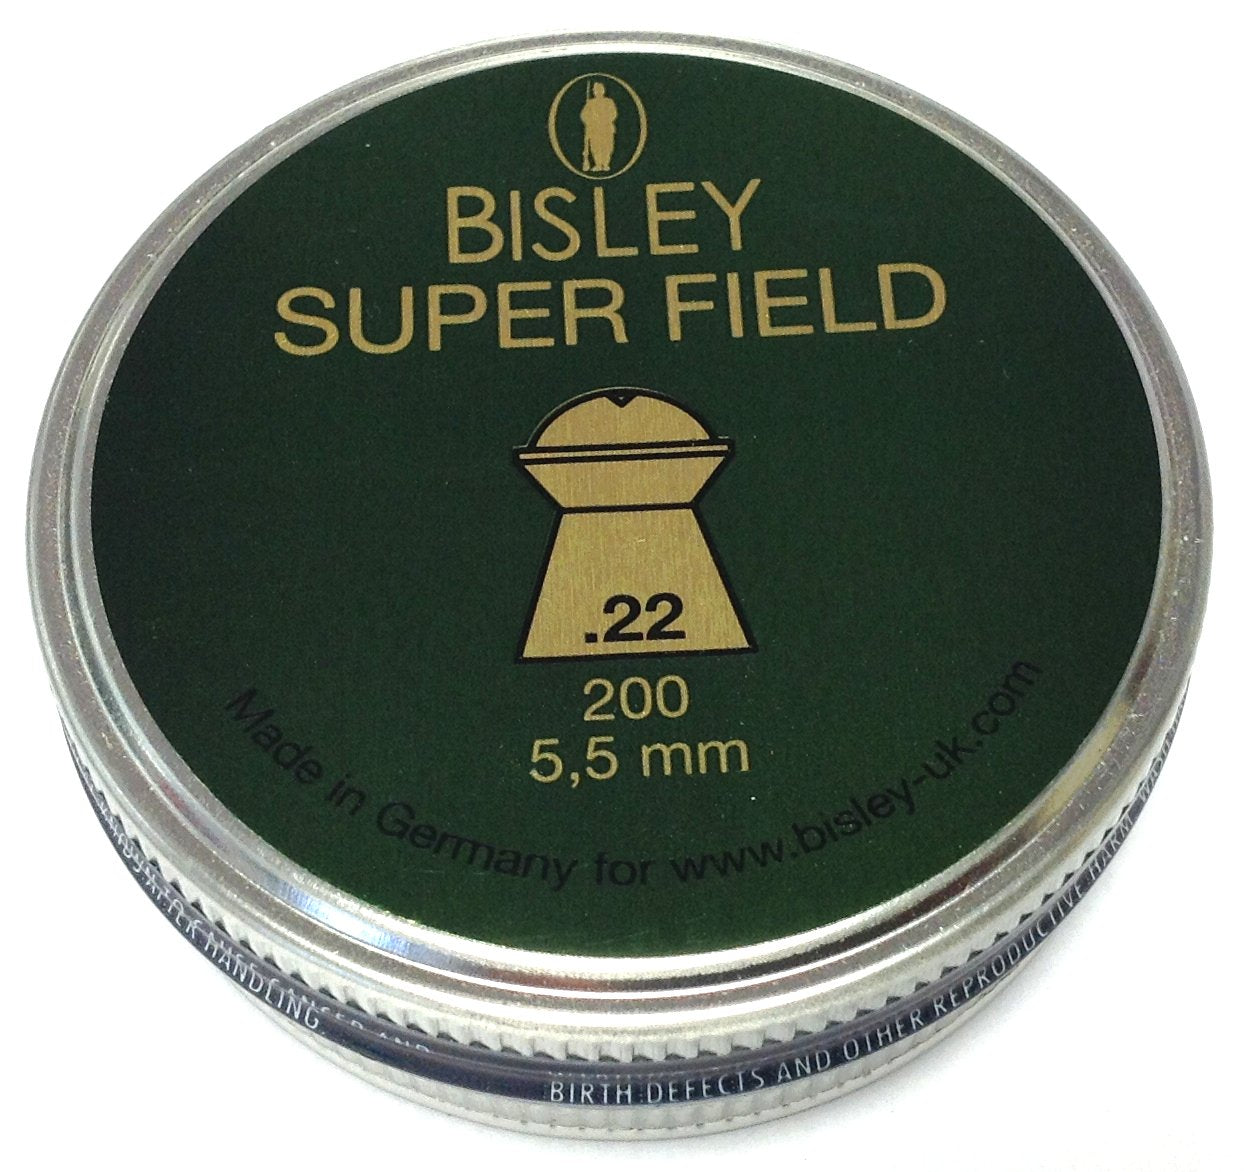 BISLEY
SUPER FIELD
.22
200
5,5 mm
Made in Germany for www.bisley-uk.com
HANDLING.
BIRTH DEFECTS AND OTHER REPRODUCTIVE HARM.